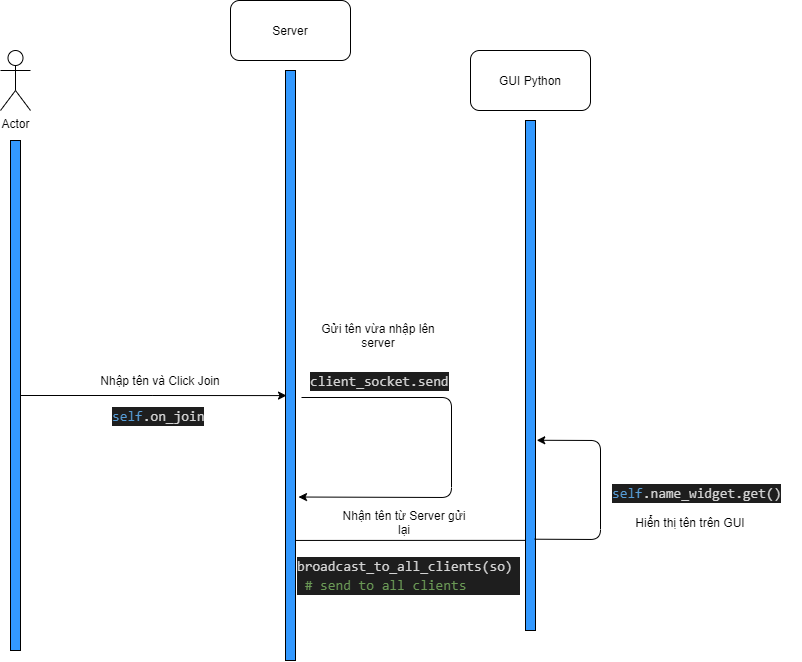 Server
GUI Python
Actor
Gửi tên vừa nhập lên
server
Nhập tên và Click Join
client_socket.send
self.on_join
self.name_widget.get()
Nhận tên từ Server gửi
lại
Hiển thị tên trên GUI
broadcast_to_all_clients(so)
# send to all clients